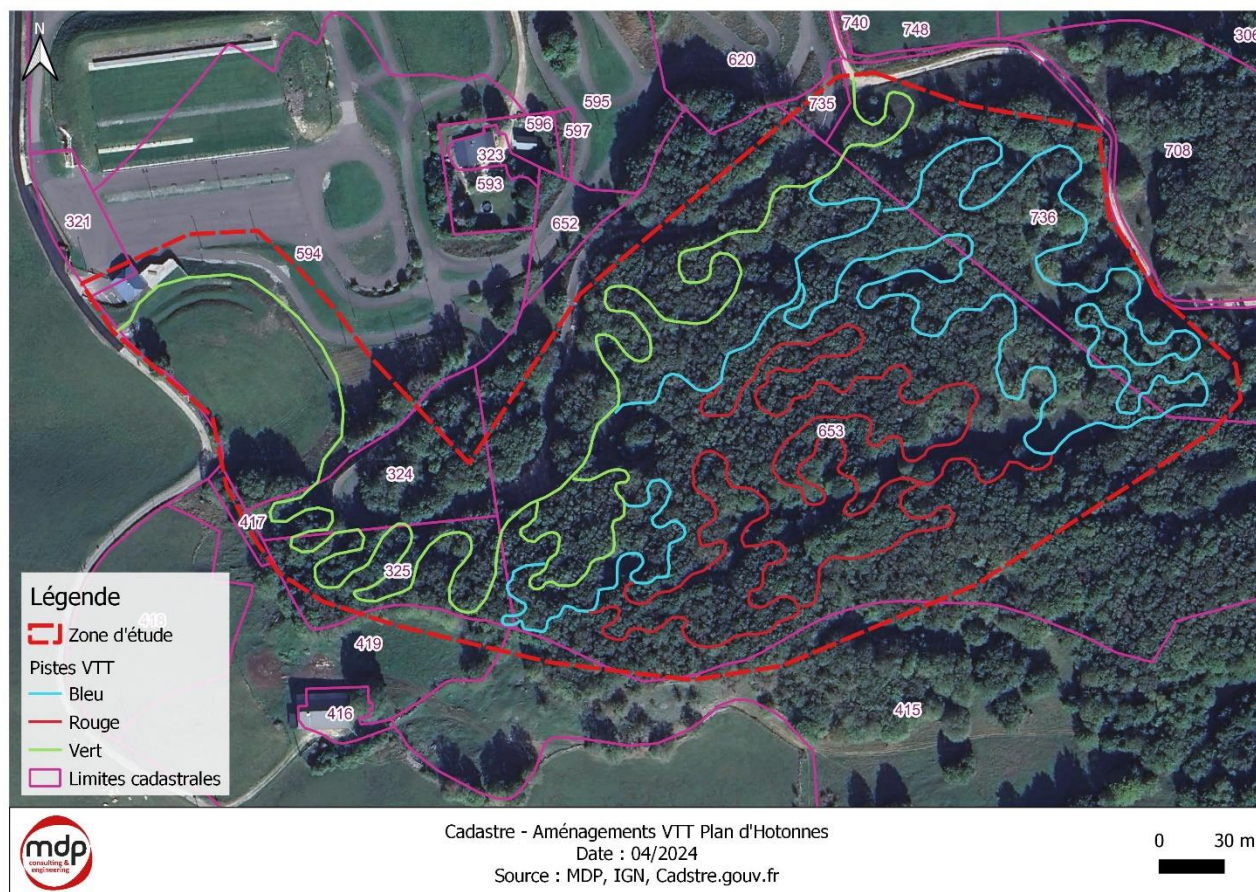 N
740
748
306
620
735
595
596
597
323
708
593
321
652
736
594
653
324
417
325
418
419
416
415
Légende
Zone d'étude
Pistes VTT
Bleu
Rouge
Vert
Limites cadastrales
mdp
consulting &
engineering
Cadastre - Aménagements VTT Plan d'Hotonnes
Date : 04/2024
Source : MDP, IGN, Cadstre.gouv.fr
0 30 m